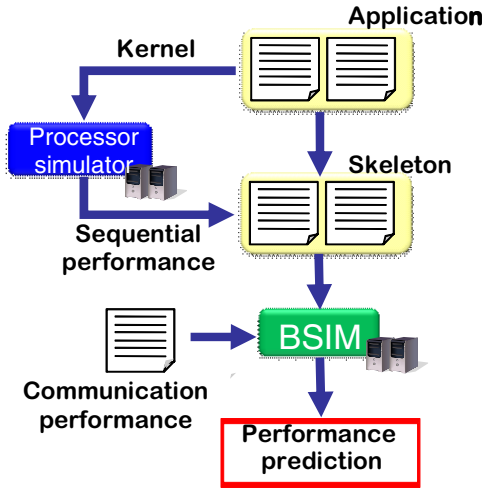 Application
Kernel
Processor
simulator
Skeleton
Sequential
performance
BSIM
Communication
performance
Performance
prediction